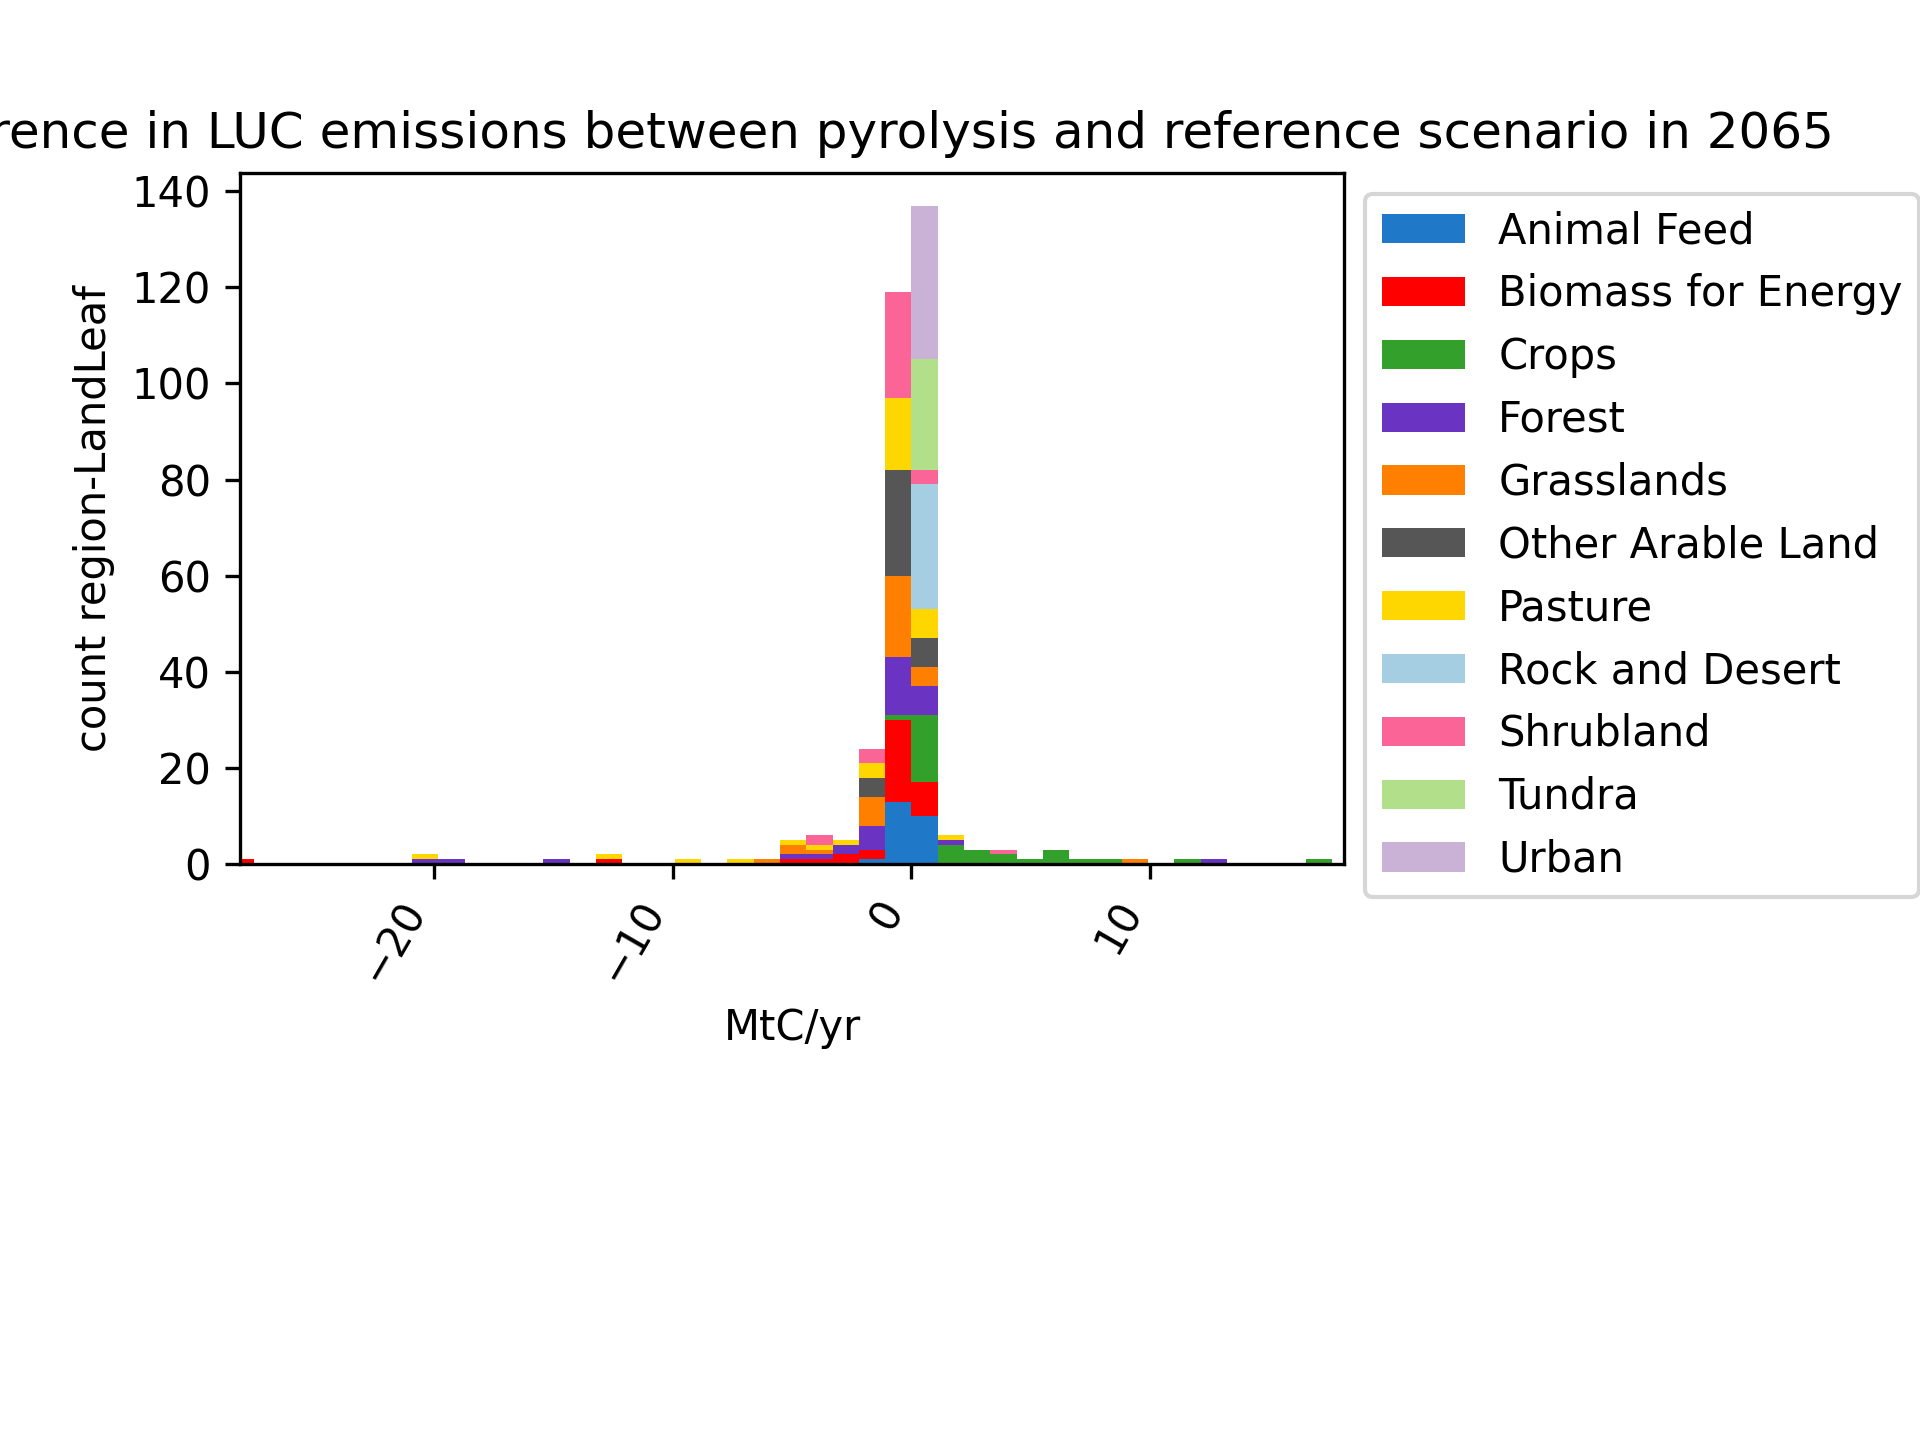 in LUC emissions between pyrolysis and reference scenario in 2065
140
120
100
80
60
40
20
0
count region-LandLeaf
−20
−10
0
10
MtC/yr
Animal Feed
Biomass for Energy
Crops
Forest
Grasslands
Other Arable Land
Pasture
Rock and Desert
Shrubland
Tundra
Urban